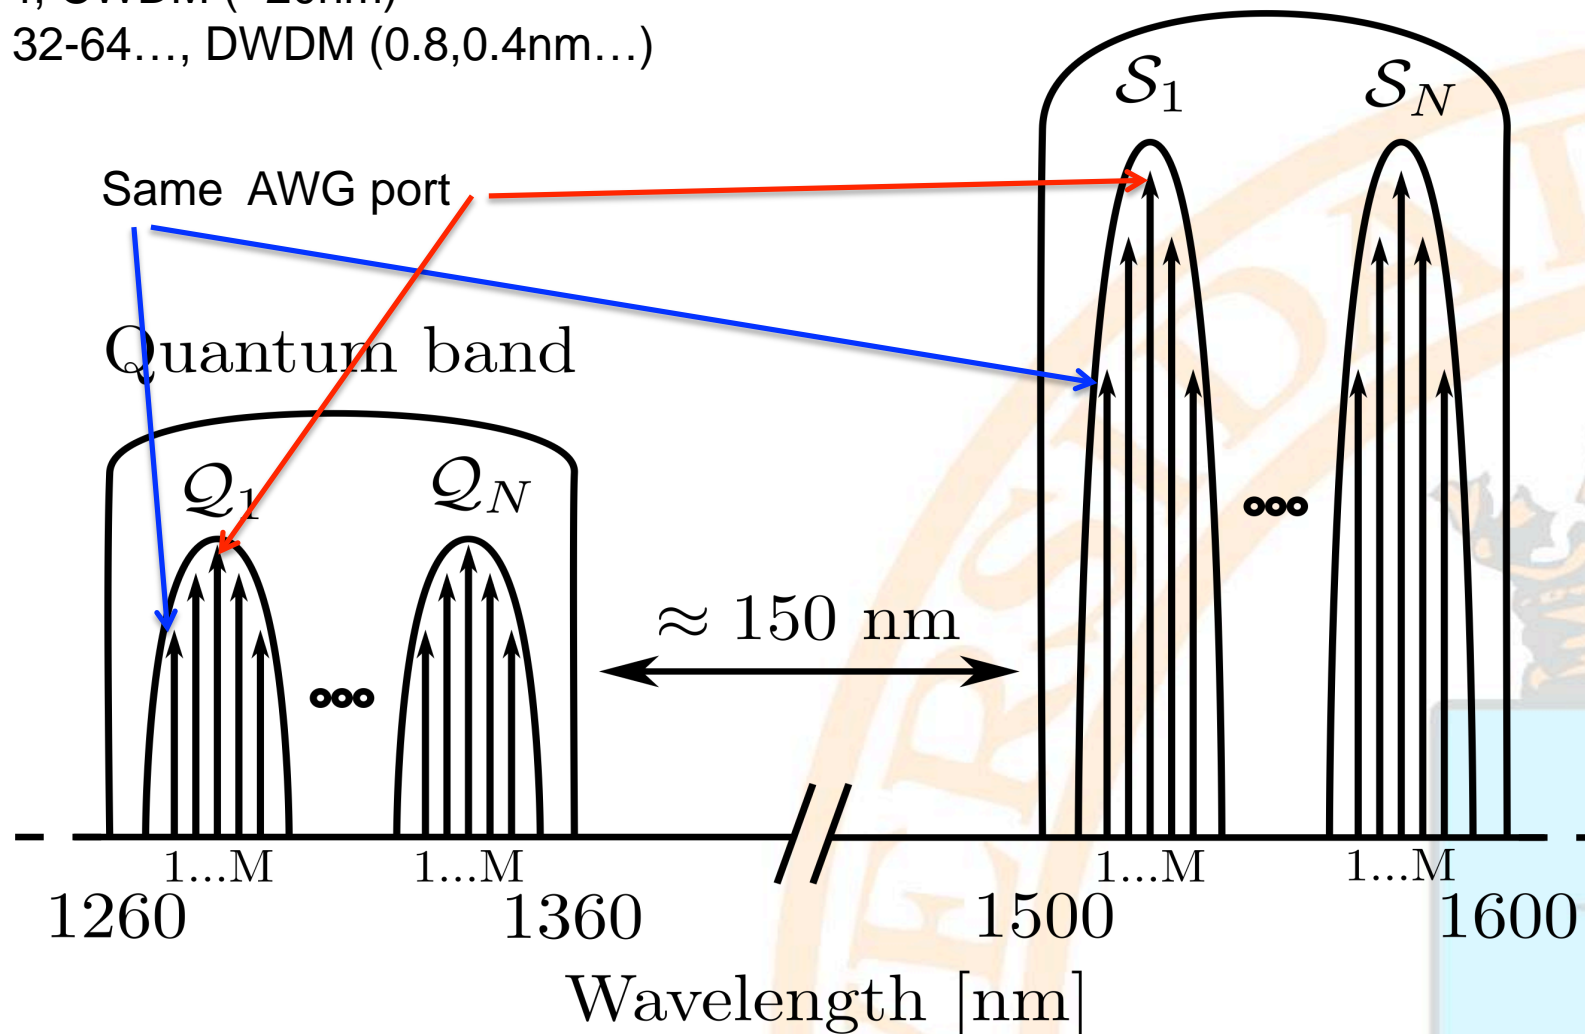 32-64…, DWDM (0.8,0.4nm…)
Same AWG port
Quantum band
S1
SN
Q1
QN
≈ 150 nm
1...M
1...M
1...M
1...M
1260
1360
1500
1600
Wavelength [nm]